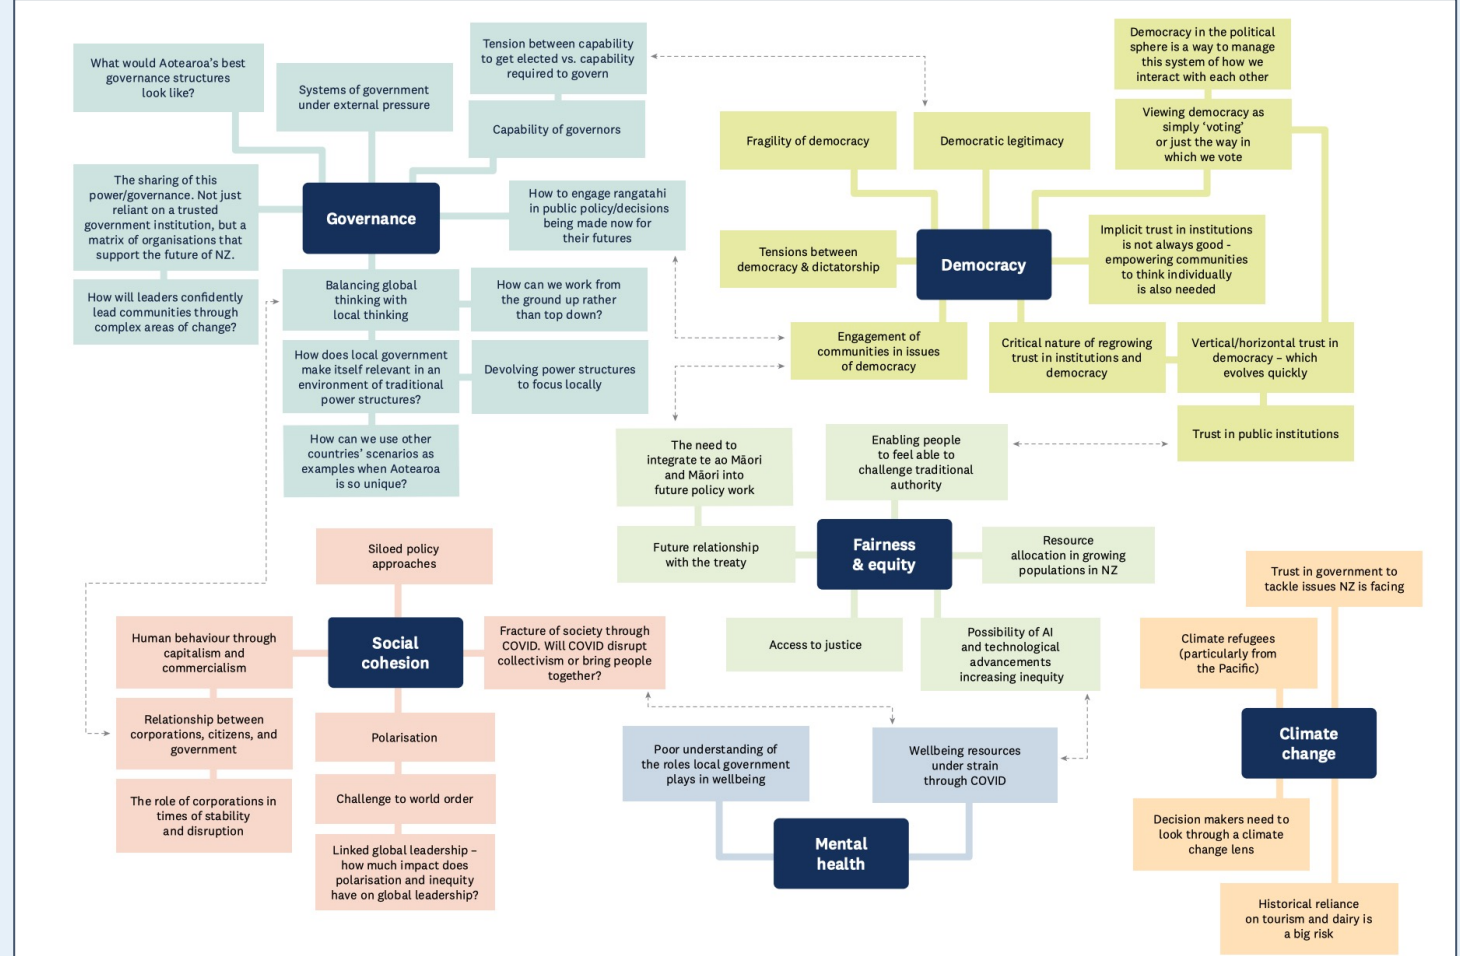 What would Aotearoa's best
governance structures
look like?
Systems of government
under external pressure
Tension between capability
to get elected vs. capability
required to govern
Capability of governors
The sharing of this
power/governance. Not just
reliant on a trusted
government institution, but a
matrix of organisations that
support the future of NZ.
How will leaders confidently
lead communities through
complex areas of change?
Governance
How to engage rangatahi
in public policy/decisions
being made now for
their futures
Balancing global
thinking with
local thinking
How can we work from
the ground up rather
than top down?
How does local government
make itself relevant in an
environment of traditional
power structures?
Devolving power structures
to focus locally
How can we use other
countries' scenarios as
examples when Aotearoa
is so unique?
Democracy in the political
sphere is a way to manage
this system of how we
interact with each other
Viewing democracy as
simply 'voting'
or just the way in
which we vote
Fragility of democracy
Democratic legitimacy
Tensions between
democracy & dictatorship
Democracy
Implicit trust in institutions
is not always good -
empowering communities
to think individually
is also needed
Engagement of
communities in issues
of democracy
Critical nature of regrowing
trust in institutions and
democracy
Vertical/horizontal trust in
democracy – which
evolves quickly
Trust in public institutions
The need to
integrate te ao Māori
and Māori into
future policy work
Enabling people
to feel able to
challenge traditional
authority
Future relationship
with the treaty
Fairness
& equity
Resource
allocation in growing
populations in NZ
Access to justice
Possibility of AI
and technological
advancements
increasing inequity
Siloed policy
approaches
Human behaviour through
capitalism and
commercialism
Social
cohesion
Fracture of society through
COVID. Will COVID disrupt
collectivism or bring people
together?
Relationship between
corporations, citizens, and
government
Polarisation
The role of corporations in
times of stability
and disruption
Challenge to world order
Linked global leadership –
how much impact does
polarisation and inequity
have on global leadership?
Poor understanding of
the roles local government
plays in wellbeing
Wellbeing resources
under strain
through COVID
Mental
health
Trust in government to
tackle issues NZ is facing
Climate refugees
(particularly from
the Pacific)
Climate
change
Decision makers need to
look through a climate
change lens
Historical reliance
on tourism and dairy is
a big risk